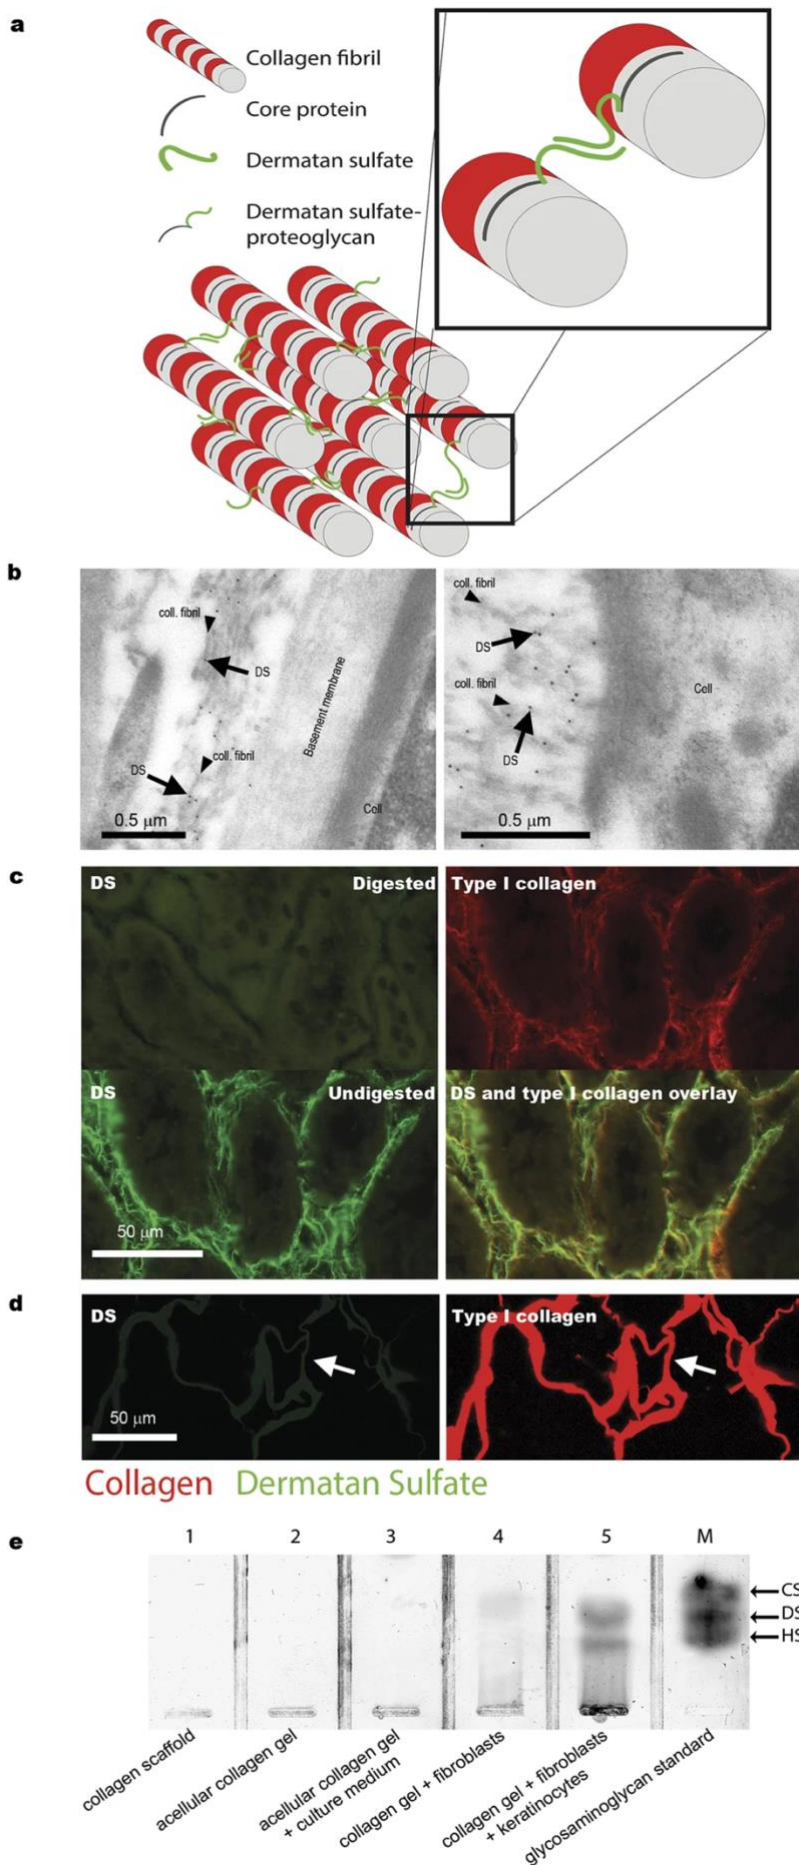 a
Collagen fibril
Core protein
Dermatan sulfate
Dermatan sulfate-
proteoglycan
b
coll. fibril
DS
DS
coll. fibril
Basement membrane
Cell
0.5 μm
coll. fibril
DS
coll. fibril
DS
Cell
0.5 μm
c
DS
Digested
Type I collagen
DS
Undigested
50 μm
DS and type I collagen overlay
d
DS
50 μm
Type I collagen
Collagen Dermatan Sulfate
e
1 2 3 4 5 M
CS
DS
HS
collagen scaffold
acellular collagen gel
acellular collagen gel
+ culture medium
collagen gel + fibroblasts
collagen gel + fibroblasts
+ keratinocytes
glycosaminoglycan standard